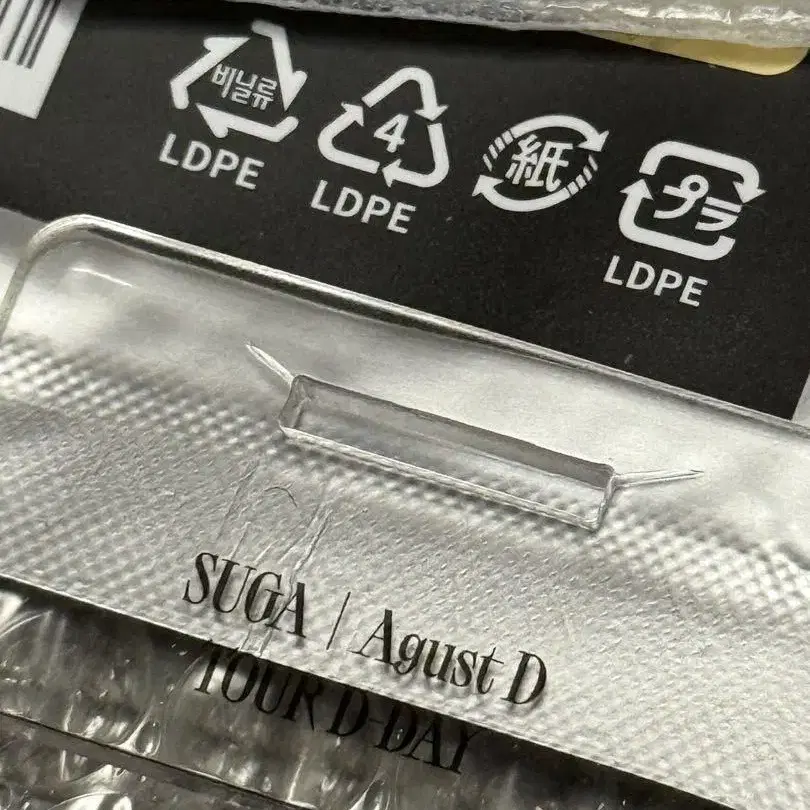 비닐류
LDPE
4
LDPE
紙
プラ
LDPE
SUGA | Agust D
TOUR D-DAY